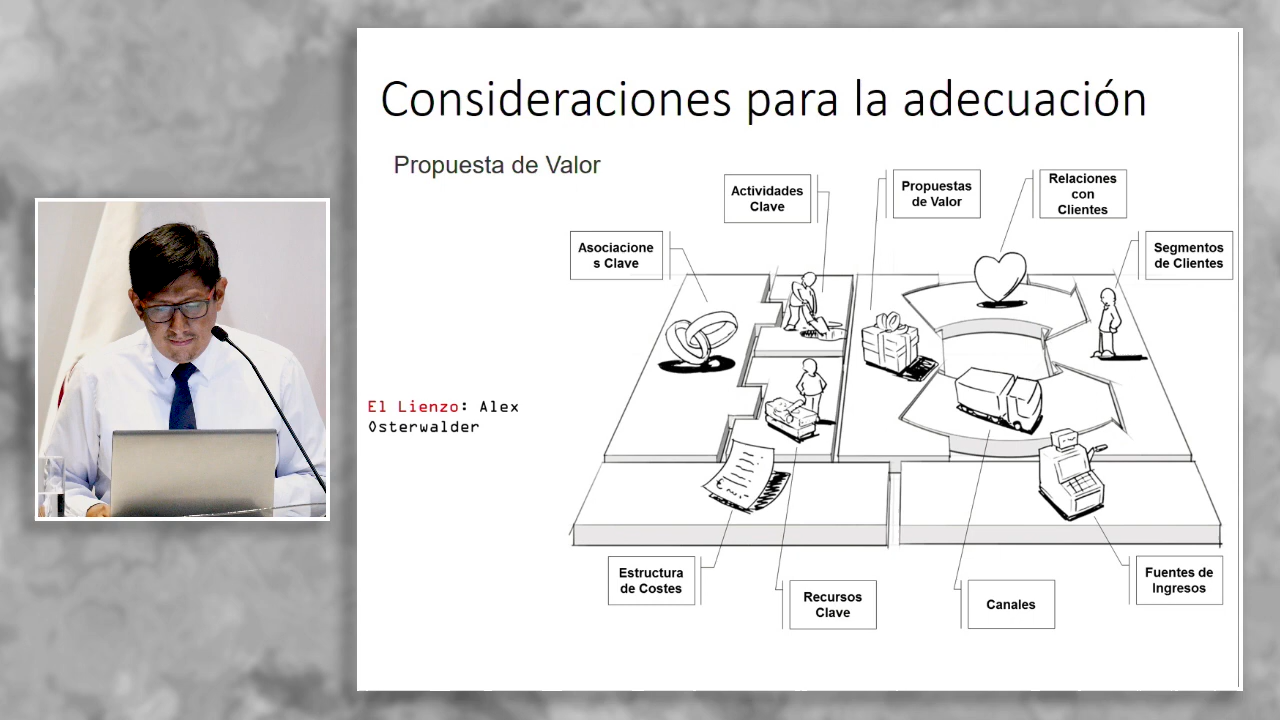 Consideraciones para la adecuación
Propuesta de Valor
Actividades
Clave
Propuestas
de Valor
Relaciones
con
Clientes
Asociacione
s Clave
Segmentos
de Clientes
El Lienzo: Alex
Osterwalder
Estructura
de Costes
Recursos
Clave
Canales
Fuentes de
Ingresos